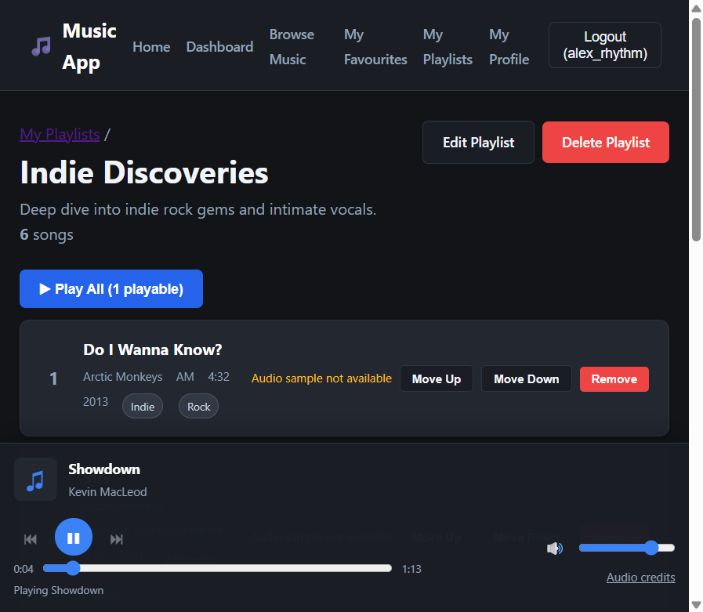 Music App
Home
Dashboard
Browse Music
My Favourites
My Playlists
My Profile
Logout (alex_rhythm)
My Playlists /
Edit Playlist
Delete Playlist
Indie Discoveries
Deep dive into indie rock gems and intimate vocals.
6 songs
▶ Play All (1 playable)
1
Do I Wanna Know?
Arctic Monkeys AM 4:32
2013 Indie Rock
Audio sample not available
Move Up
Move Down
Remove
Showdown
Kevin MacLeod
0:04
1:13
Playing Showdown
Audio credits